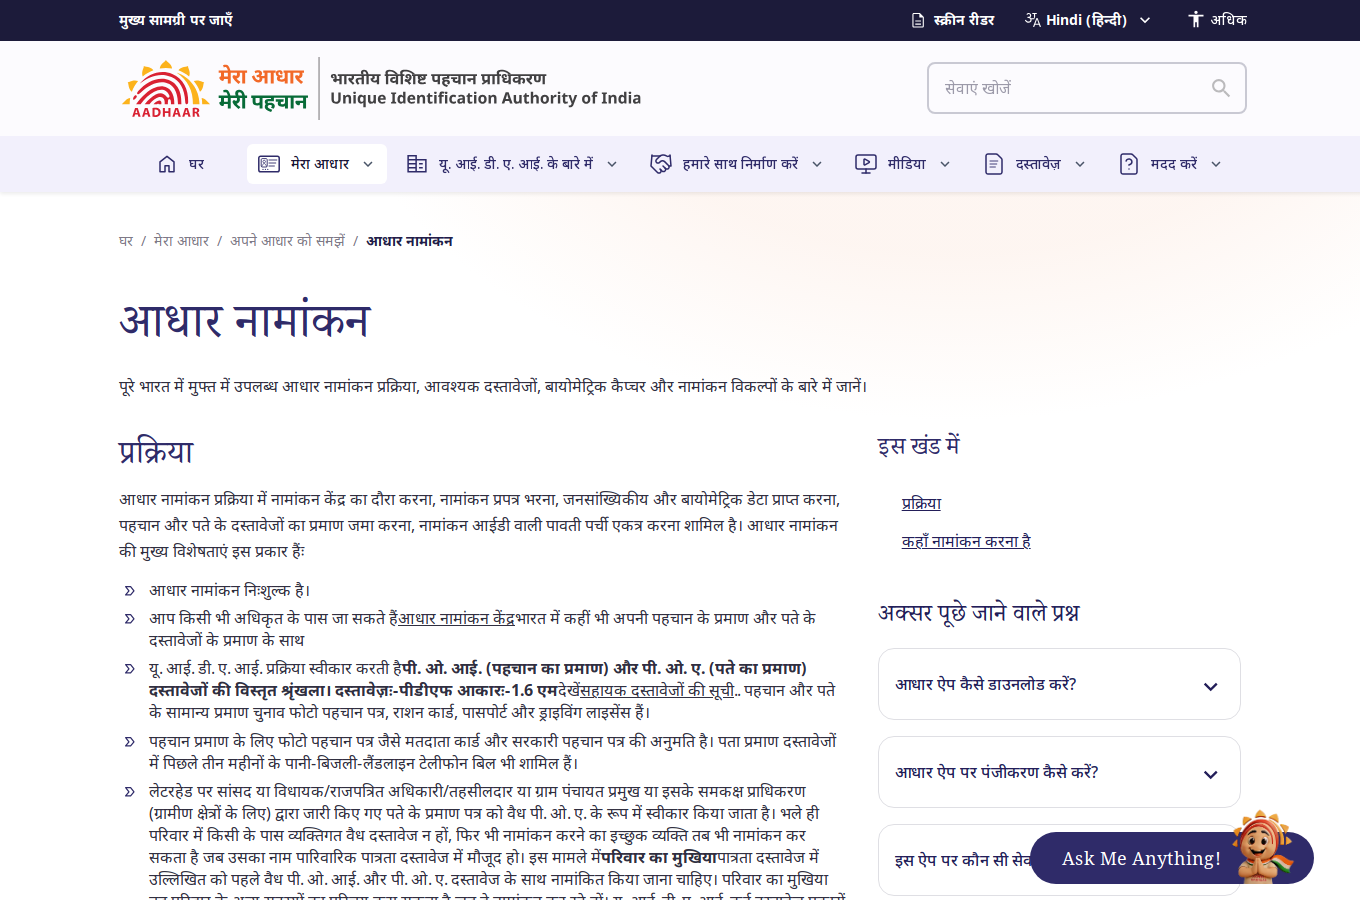 मुख्य सामग्री पर जाएँ
स्क्रीन रीडर
Hindi (हिन्दी)
अधिक
मेरा आधार
मेरी पहचान
AADHAAR
भारतीय विशिष्ट पहचान प्राधिकरण
Unique Identification Authority of India
सेवाएं खोजें
घर
मेरा आधार
यू. आई. डी. ए. आई. के बारे में
हमारे साथ निर्माण करें
मीडिया
दस्तावेज़
मदद करें
घर / मेरा आधार / अपने आधार को समझें / आधार नामांकन
आधार नामांकन
पूरे भारत में मुफ्त में उपलब्ध आधार नामांकन प्रक्रिया, आवश्यक दस्तावेजों, बायोमेट्रिक कैप्चर और नामांकन विकल्पों के बारे में जानें।
प्रक्रिया
आधार नामांकन प्रक्रिया में नामांकन केंद्र का दौरा करना, नामांकन प्रपत्र भरना, जनसांख्यिकीय और बायोमेट्रिक डेटा प्राप्त करना,
पहचान और पते के दस्तावेजों का प्रमाण जमा करना, नामांकन आईडी वाली पावती पर्ची एकत्र करना शामिल है। आधार नामांकन
की मुख्य विशेषताएं इस प्रकार हैंः
आधार नामांकन निःशुल्क है।
आप किसी भी अधिकृत के पास जा सकते हैंआधार नामांकन केंद्रभारत में कहीं भी अपनी पहचान के प्रमाण और पते के
दस्तावेजों के प्रमाण के साथ
यू. आई. डी. ए. आई. प्रक्रिया स्वीकार करती हैपी. ओ. आई. (पहचान का प्रमाण) और पी. ओ. ए. (पते का प्रमाण)
दस्तावेजों की विस्तृत श्रृंखला। दस्तावेज़ः-पीडीएफ आकारः-1.6 एमदेखेंसहायक दस्तावेजों की सूची.. पहचान और पते
के सामान्य प्रमाण चुनाव फोटो पहचान पत्र, राशन कार्ड, पासपोर्ट और ड्राइविंग लाइसेंस हैं।
पहचान प्रमाण के लिए फोटो पहचान पत्र जैसे मतदाता कार्ड और सरकारी पहचान पत्र की अनुमति है। पता प्रमाण दस्तावेजों
में पिछले तीन महीनों के पानी-बिजली-लैंडलाइन टेलीफोन बिल भी शामिल हैं।
लेटरहेड पर सांसद या विधायक/राजपत्रित अधिकारी/तहसीलदार या ग्राम पंचायत प्रमुख या इसके समकक्ष प्राधिकरण
(ग्रामीण क्षेत्रों के लिए) द्वारा जारी किए गए पते के प्रमाण पत्र को वैध पी. ओ. ए. के रूप में स्वीकार किया जाता है। भले ही
परिवार में किसी के पास व्यक्तिगत वैध दस्तावेज न हों, फिर भी नामांकन करने का इच्छुक व्यक्ति तब भी नामांकन कर
सकता है जब उसका नाम पारिवारिक पात्रता दस्तावेज में मौजूद हो। इस मामले मेंपरिवार का मुखियापात्रता दस्तावेज में
उल्लिखित को पहले वैध पी. ओ. आई. और पी. ओ. ए. दस्तावेज के साथ नामांकित किया जाना चाहिए। परिवार का मुखिया
इस खंड में
प्रक्रिया
कहाँ नामांकन करना है
अक्सर पूछे जाने वाले प्रश्न
आधार ऐप कैसे डाउनलोड करें?
आधार ऐप पर पंजीकरण कैसे करें?
इस ऐप पर कौन सी
Ask Me Anything!